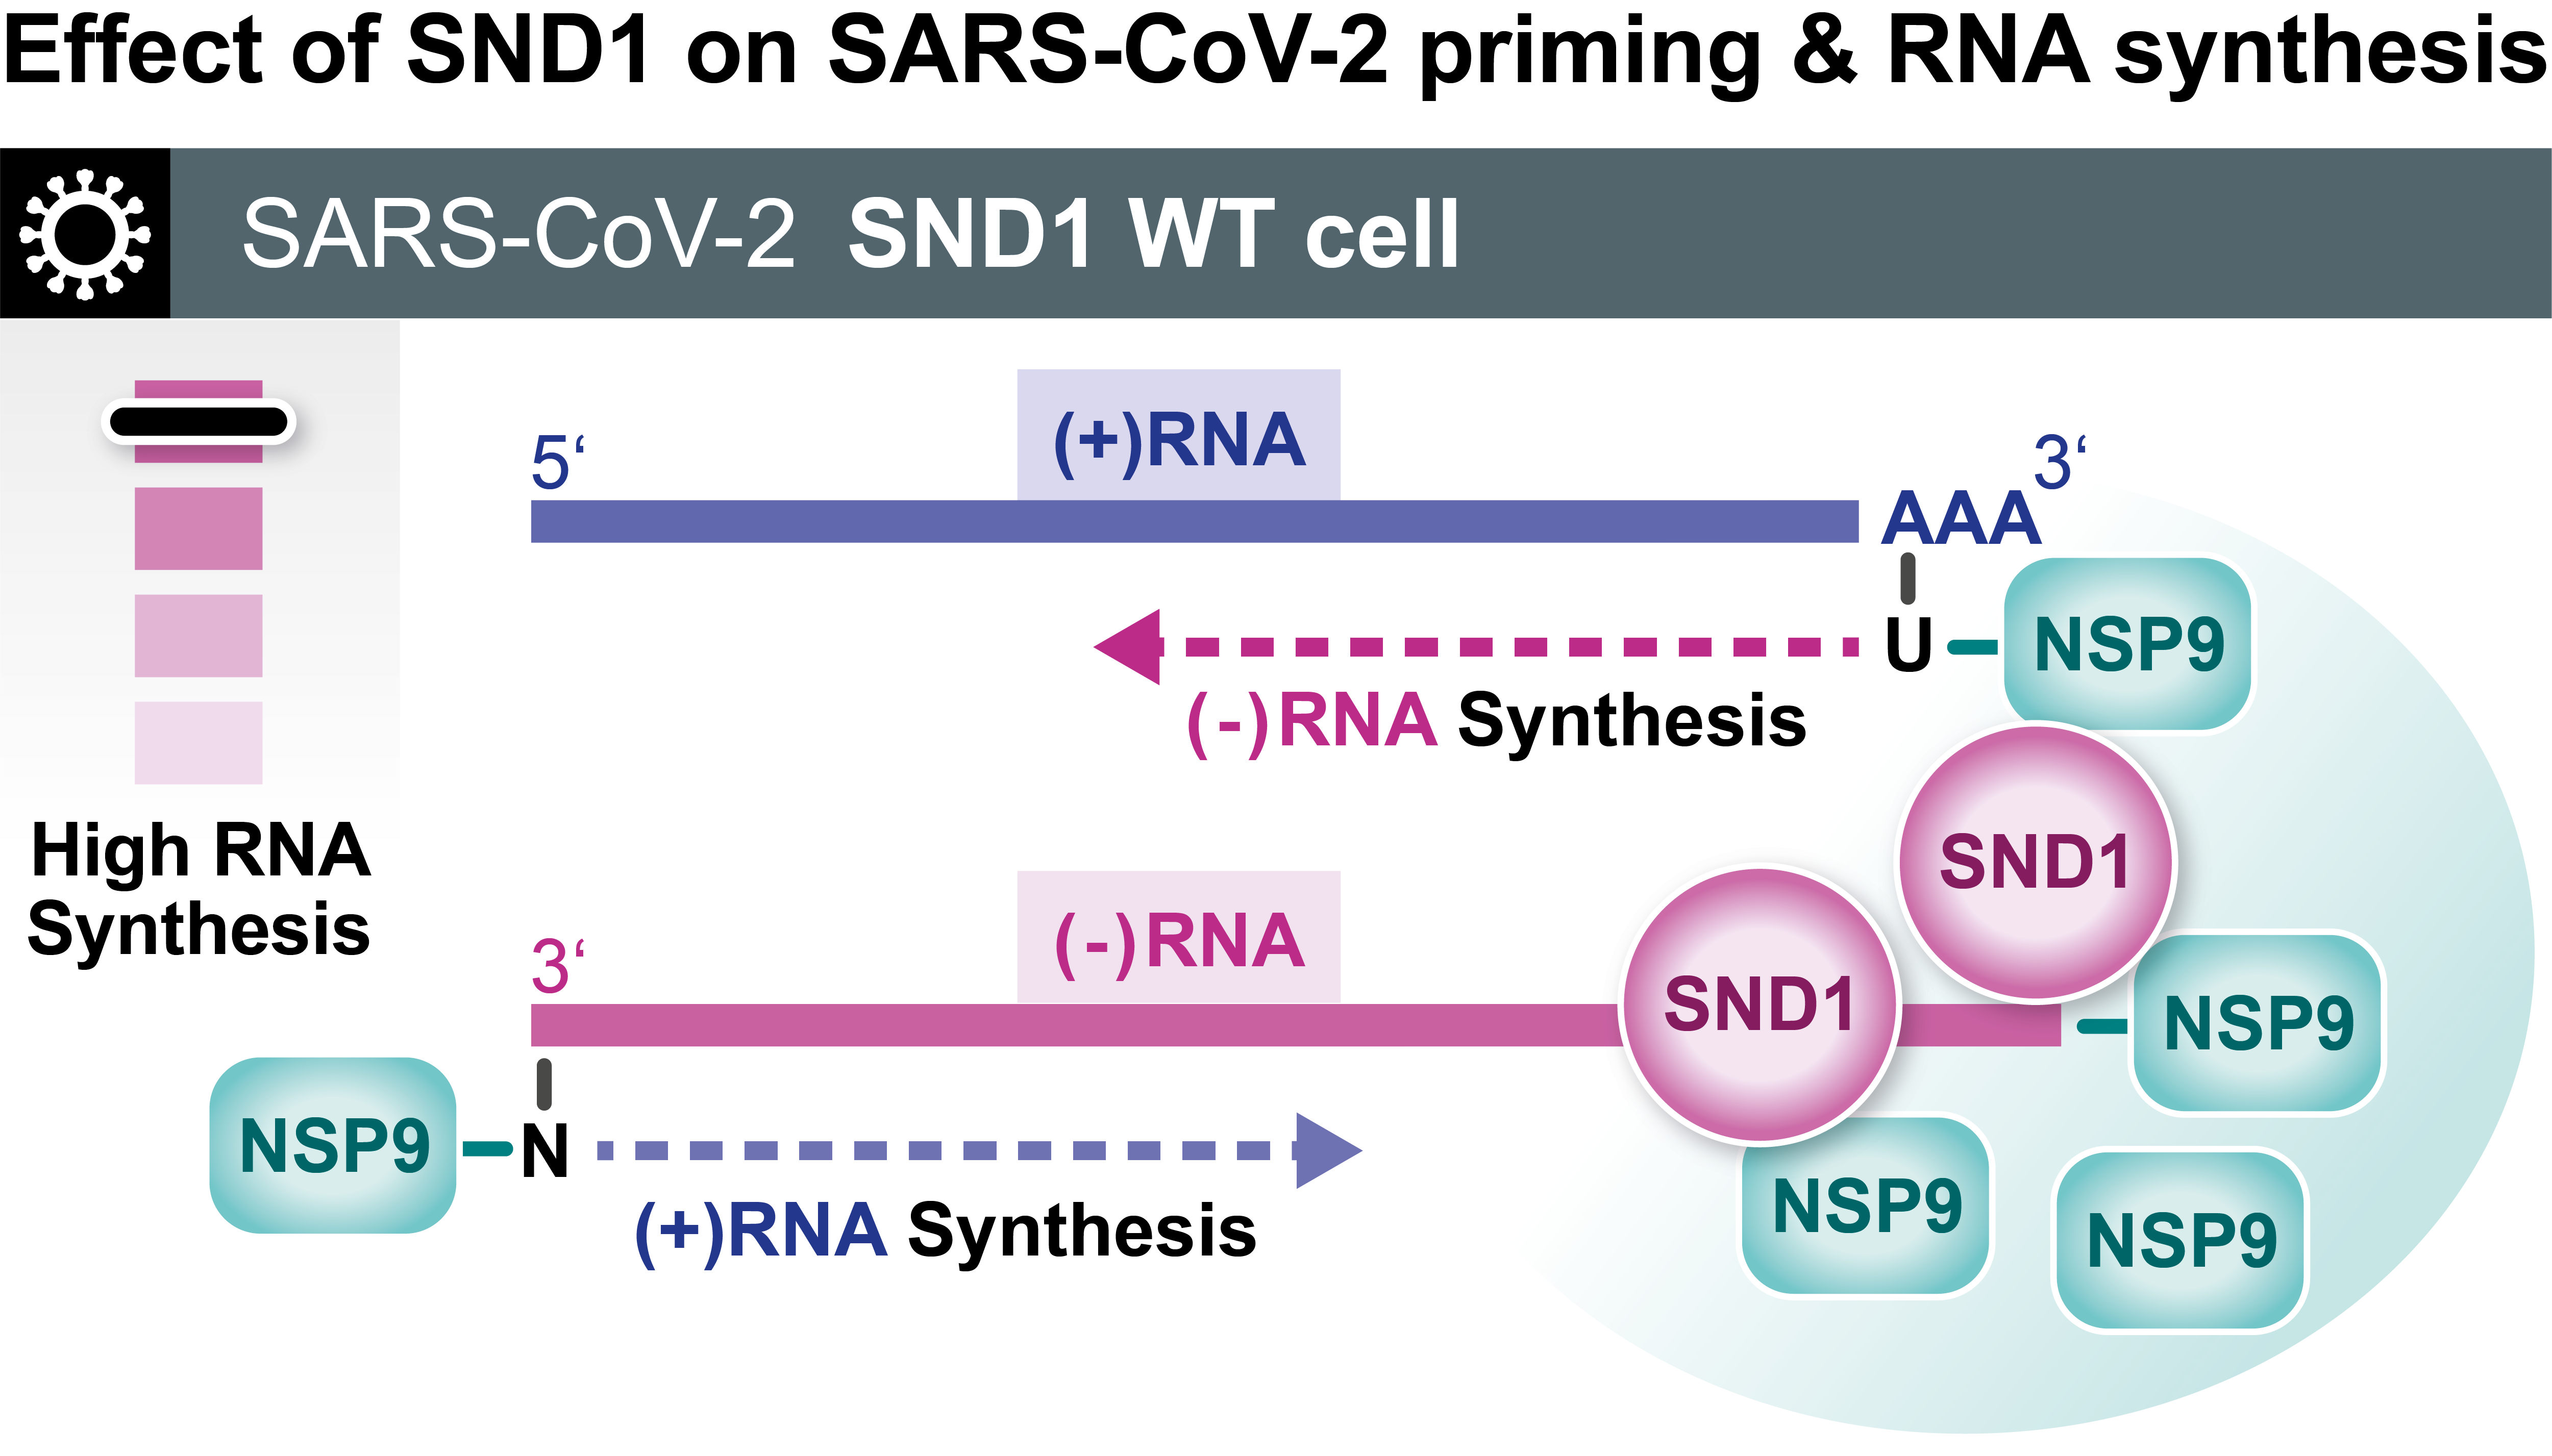 Effect of SND1 on SARS-CoV-2 priming & RNA synthesis
SARS-CoV-2 SND1 WT cell
High RNA
Synthesis
5‘
(+)RNA
3‘
AAA
U
NSP9
(-)RNA Synthesis
SND1
SND1
3‘
(-)RNA
NSP9
NSP9
N
(+)RNA Synthesis
NSP9
NSP9